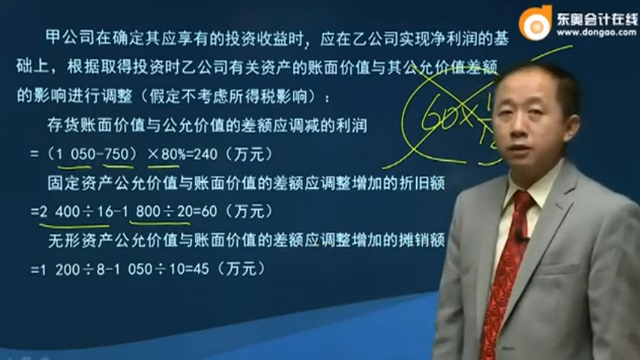 东奥会计在线
www.dongao.com
甲公司在确定其应享有的投资收益时，应在乙公司实现净利润的基
础上，根据取得投资时乙公司有关资产的账面价值与其公允价值差额
的影响进行调整（假定不考虑所得税影响）：
存货账面价值与公允价值的差额应调减的利润
=（1 050-750）×80%=240（万元）
固定资产公允价值与账面价值的差额应调整增加的折旧额
=2 400÷16-1 800÷20=60（万元）
无形资产公允价值与账面价值的差额应调整增加的摊销额
=1 200÷8-1 050÷10=45（万元）
60×